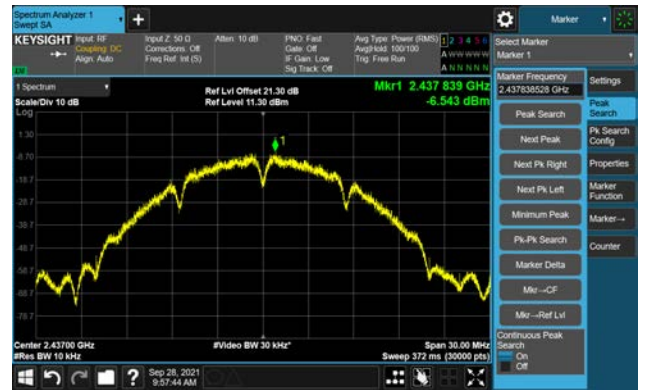 Spectrum Analyzer 1
Swept SA
Marker
KEYSIGHT
Input: RF
Coupling: DC
Align: Auto
Input Z: 50 Ω
Corrections: Off
Freq Ref: Int (S)
Atten: 10 dB
PNO: Fast
Gate: Off
IF Gain: Low
Sig Track: Off
Avg Type: Power (RMS)
Avg|Hold: 100/100
Trig: Free Run
1 2 3 4 5 6
A W W W W W
A N N N N N
Select Marker
Marker 1
1 Spectrum
Scale/Div 10 dB
Log
Ref Lvl Offset 21.30 dB
Ref Level 11.30 dBm
Mkr1 2.437 839 GHz
-6.543 dBm
1
1.30
-8.70
-18.7
-28.7
-38.7
-48.7
-58.7
-68.7
-78.7
Center 2.43700 GHz
#Res BW 10 kHz
#Video BW 30 kHz*
Span 30.00 MHz
Sweep 372 ms (30000 pts)
Marker Frequency
2.437838528 GHz
Peak Search
Next Peak
Next Pk Right
Next Pk Left
Minimum Peak
Pk-Pk Search
Marker Delta
Mkr→CF
Mkr→Ref Lvl
Continuous Peak
Search
On
Off
Settings
Peak
Search
Pk Search
Config
Properties
Marker
Function
Marker→
Counter
?
Sep 28, 2021
9:57:44 AM